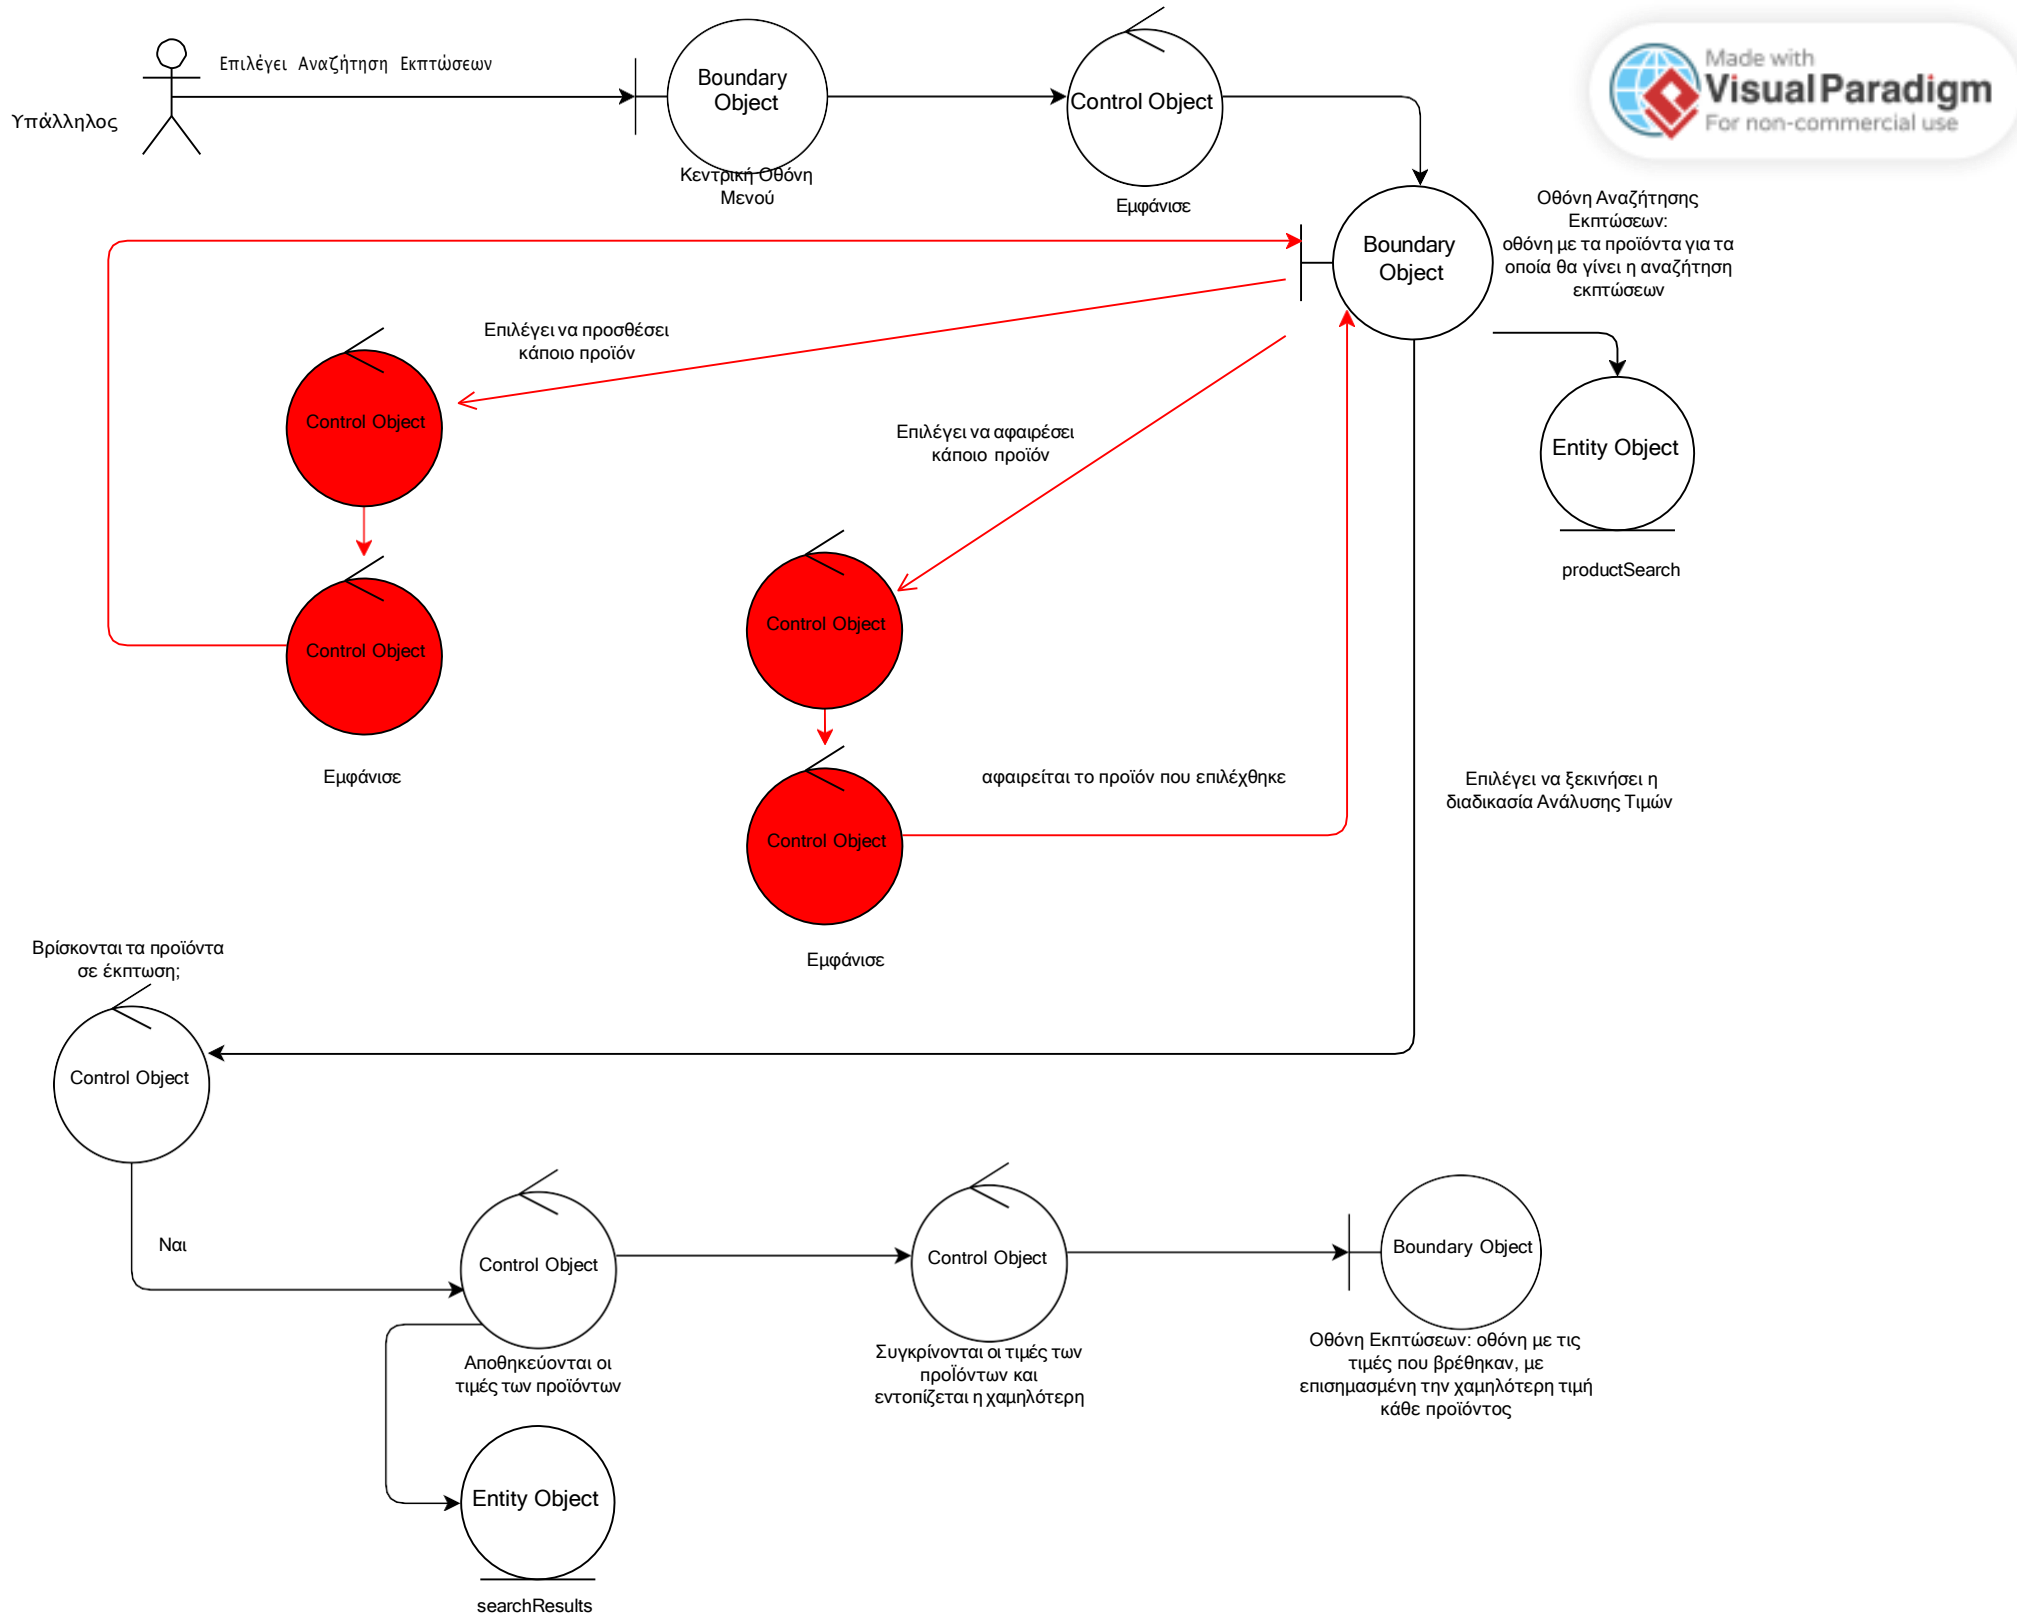 Επιλέγει Αναζήτηση Εκπτώσεων
Υπάλληλος
Boundary
Object
Κεντρική Οθόνη
Μενού
Control Object
Εμφάνισε
Made with
Visual Paradigm
For non-commercial use
Boundary
Object
Οθόνη Αναζήτησης
Εκπτώσεων:
οθόνη με τα προϊόντα για τα
οποία θα γίνει η αναζήτηση
εκπτώσεων
Επιλέγει να προσθέσει
κάποιο προϊόν
Control Object
Επιλέγει να αφαιρέσει
κάποιο προϊόν
Entity Object
productSearch
Control Object
Control Object
Εμφάνισε
αφαιρείται το προϊόν που επιλέχθηκε
Επιλέγει να ξεκινήσει η
διαδικασία Ανάλυσης Τιμών
Control Object
Εμφάνισε
Βρίσκονται τα προϊόντα
σε έκπτωση;
Control Object
Ναι
Control Object
Αποθηκεύονται οι
τιμές των προϊόντων
Control Object
Συγκρίνονται οι τιμές των
προΪόντων και
εντοπίζεται η χαμηλότερη
Boundary Object
Οθόνη Εκπτώσεων: οθόνη με τις
τιμές που βρέθηκαν, με
επισημασμένη την χαμηλότερη τιμή
κάθε προϊόντος
Entity Object
searchResults